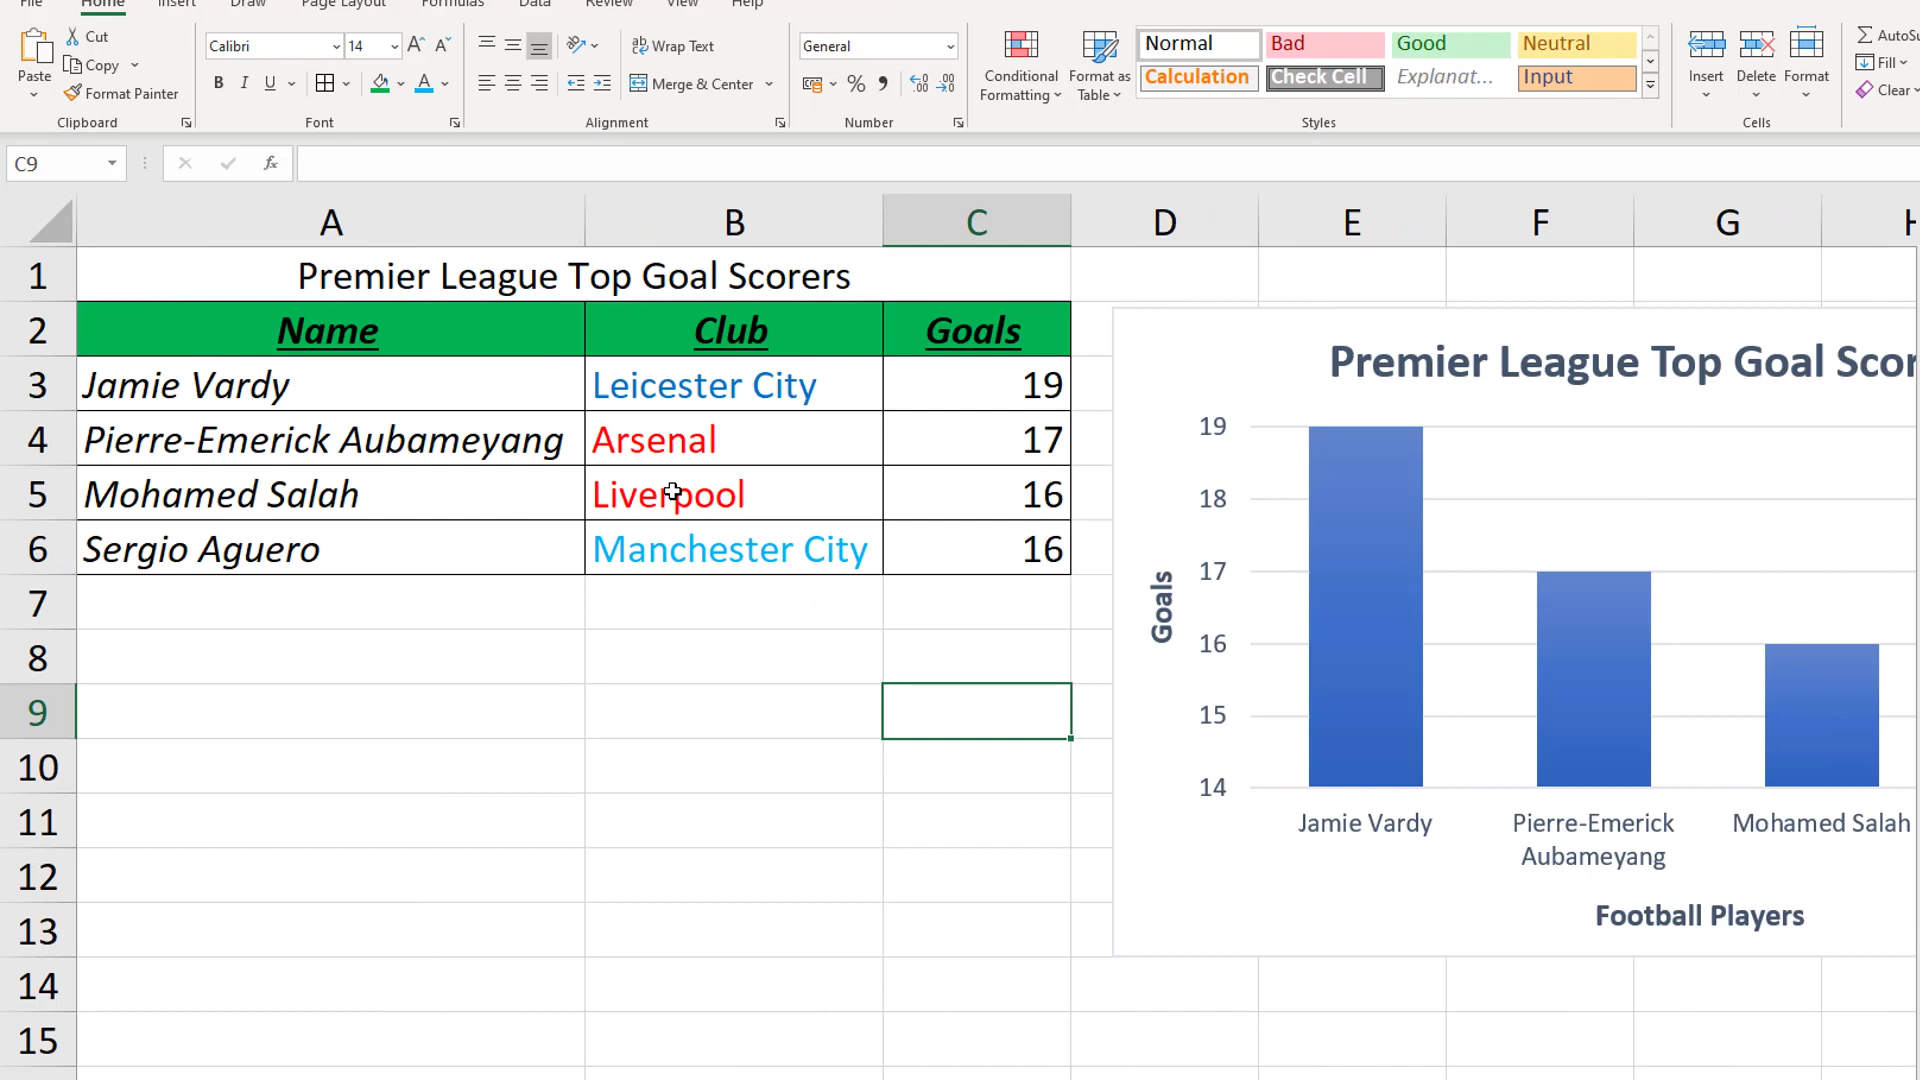 File Home Insert Draw Page Layout Formulas Data Review View Help
Cut
Copy
Format Painter
Paste
Clipboard
Calibri 14
B I U
Font
Wrap Text
Merge & Center
Alignment
General
Number
Conditional Formatting
Format as Table
Normal Bad Good Neutral
Calculation Check Cell Explanat... Input
Styles
Insert Delete Format
Cells
Fill
Clear
C9 fx
A B C D E F G
1 Premier League Top Goal Scorers
2 Name Club Goals
3 Jamie Vardy Leicester City 19
4 Pierre-Emerick Aubameyang Arsenal 17
5 Mohamed Salah Liverpool 16
6 Sergio Aguero Manchester City 16
7
8
9
10
11
12
13
14
15
Premier League Top Goal
Goals
19
18
17
16
15
14
Jamie Vardy
Pierre-Emerick
Aubameyang
Mohamed Salah
Football Players